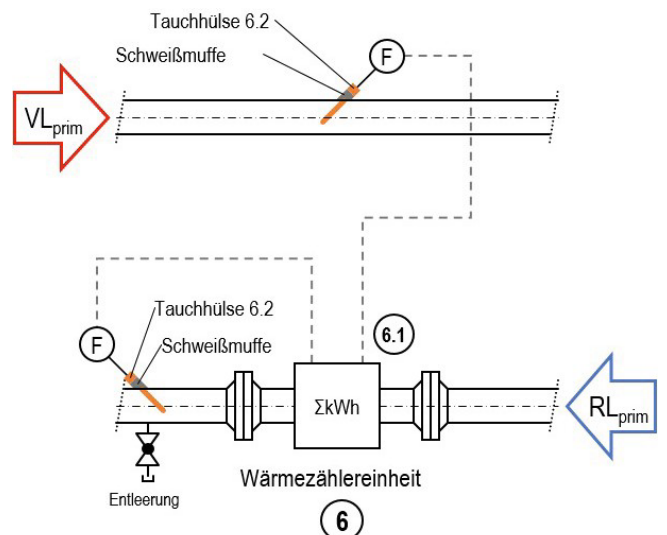 Tauchhülse 6.2
Schweißmuffe
F
VLprim
Tauchhülse 6.2
Schweißmuffe
F
6.1
ΣkWh
RLprim
Entleerung
Wärmezählereinheit
6